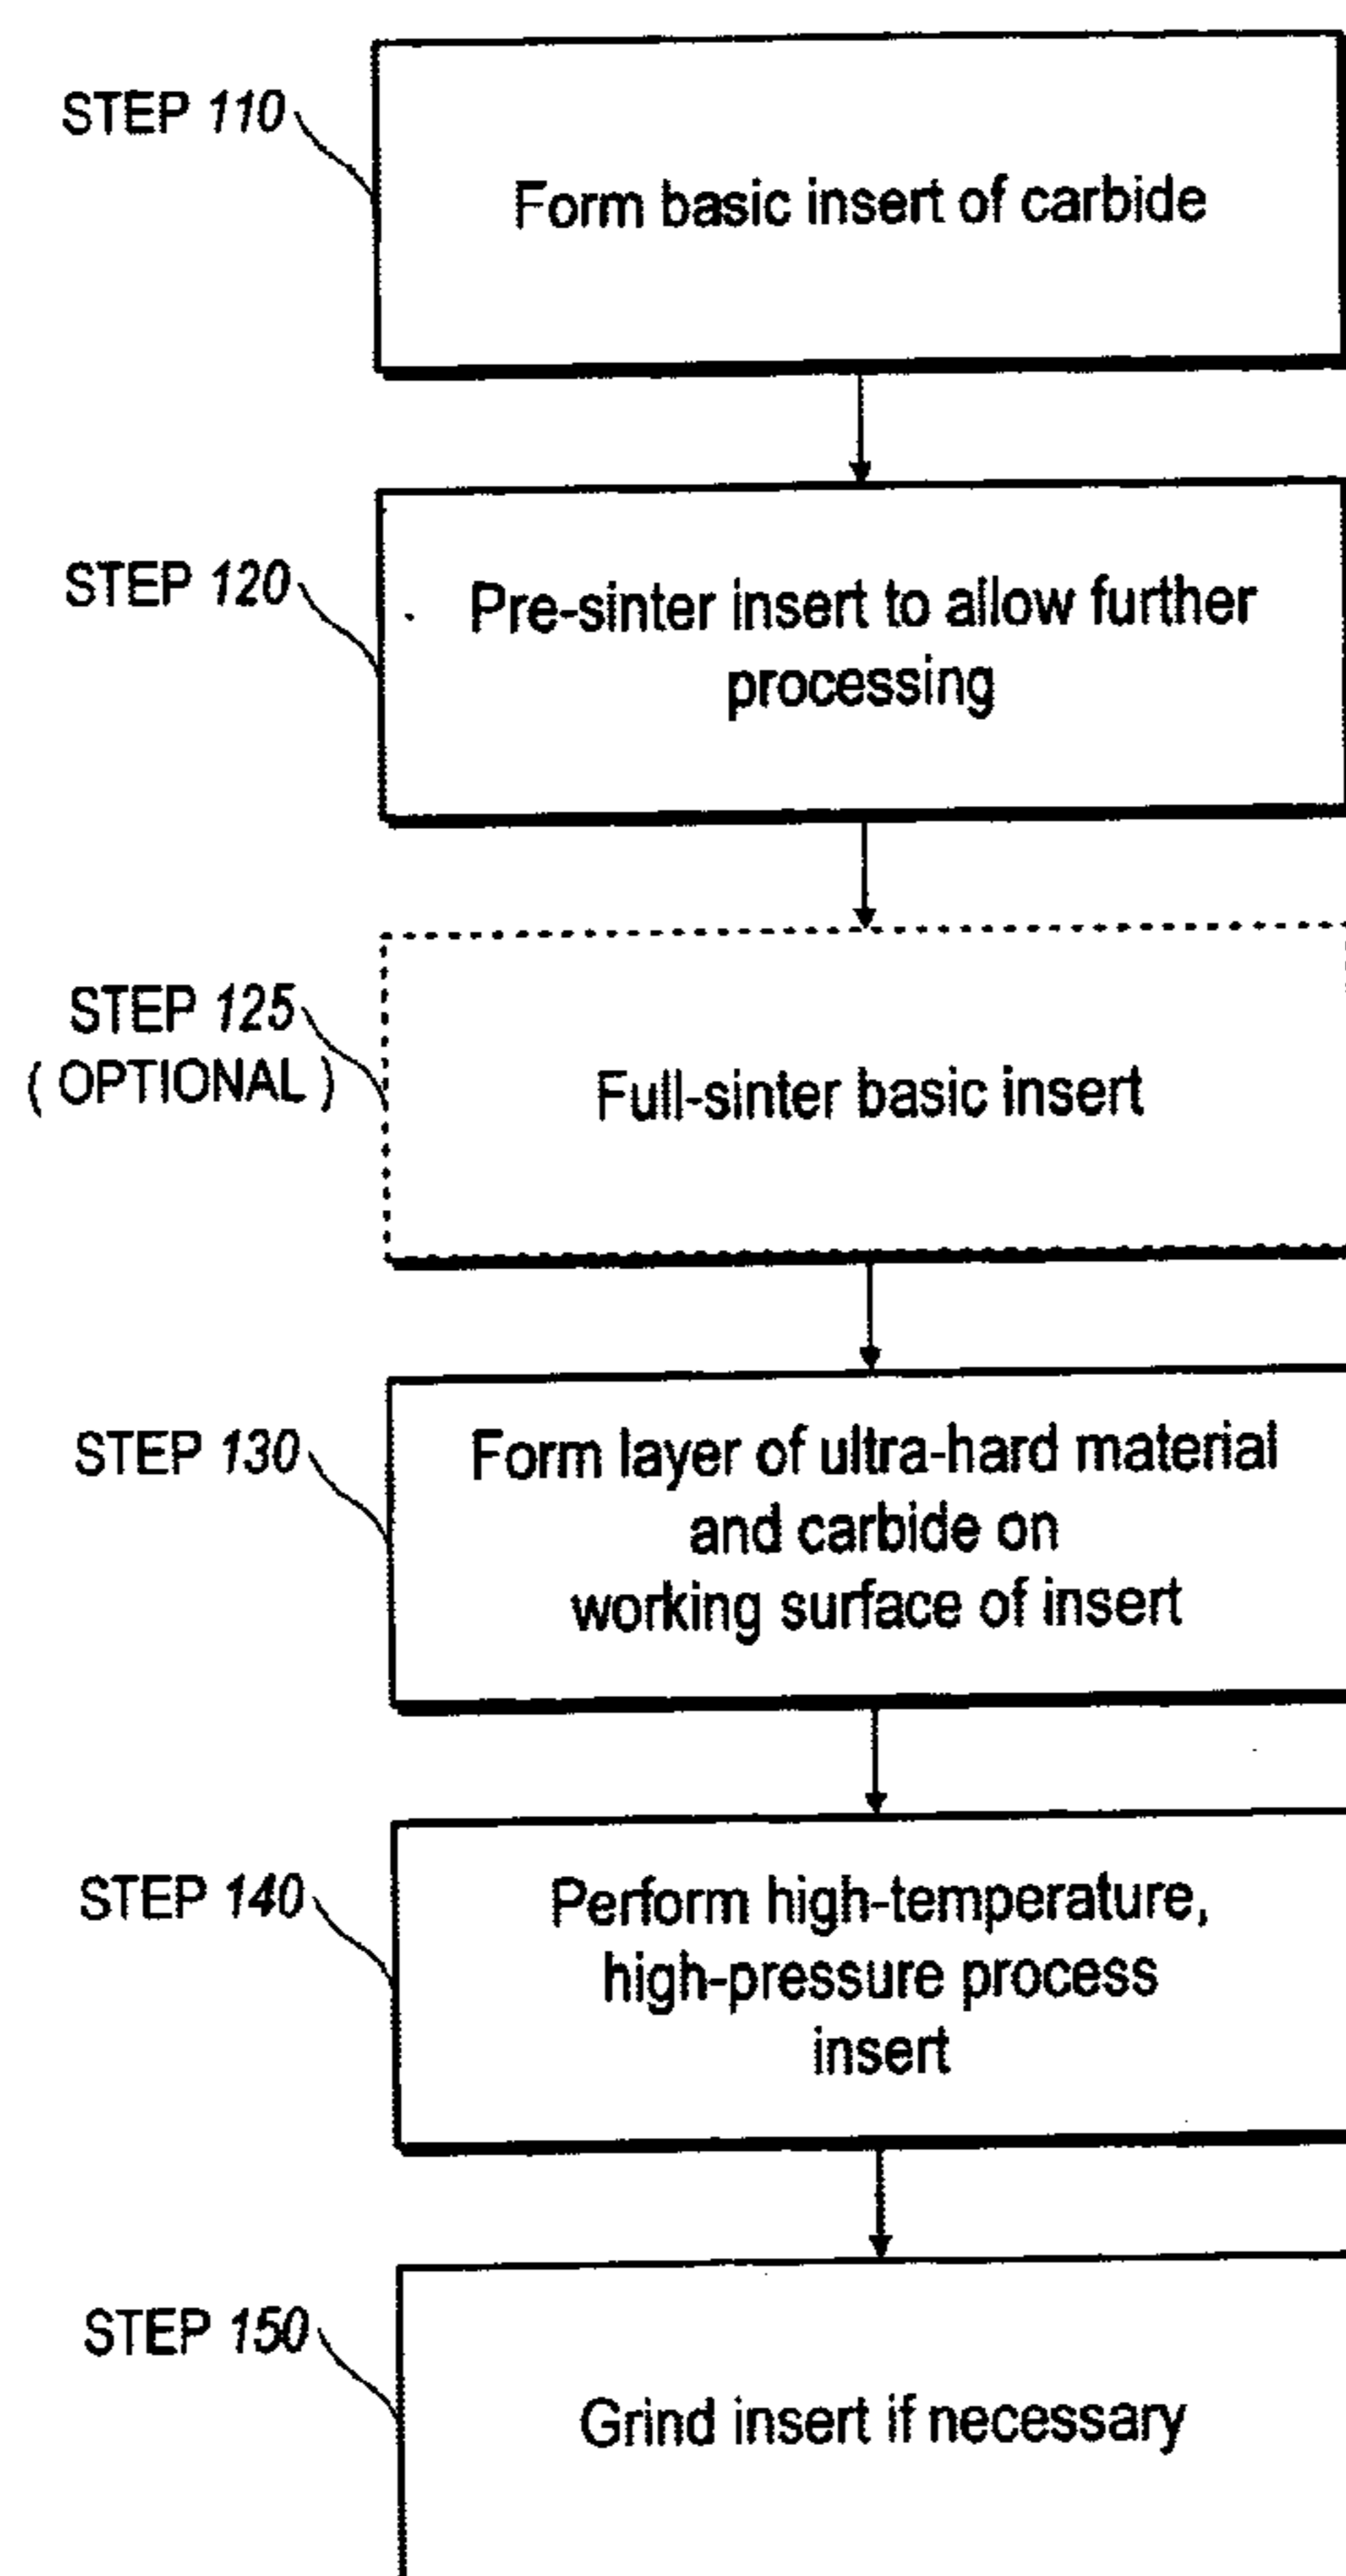 STEP 110
Form basic insert of carbide
STEP 120
Pre-sinter insert to allow further
processing
STEP 125
( OPTIONAL )
Full-sinter basic insert
STEP 130
Form layer of ultra-hard material
and carbide on
working surface of insert
STEP 140
Perform high-temperature,
high-pressure process
insert
STEP 150
Grind insert if necessary